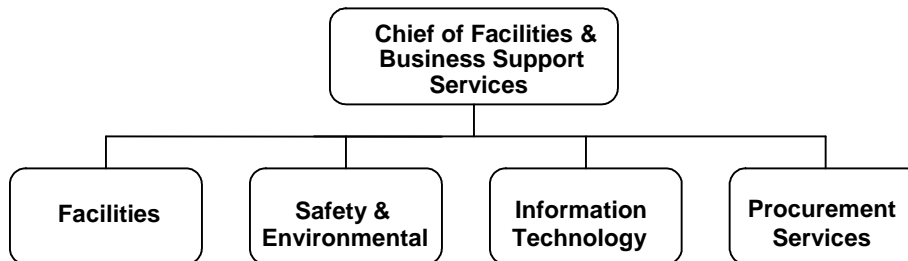 Chief of Facilities &
Business Support
Services
Facilities
Safety &
Environmental
Information
Technology
Procurement
Services